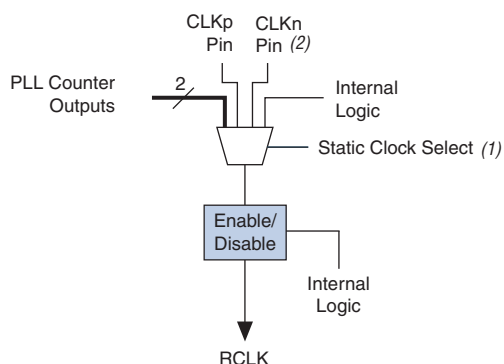 CLKp
Pin
CLKn
Pin (2)
PLL Counter
Outputs
2
Internal
Logic
Static Clock Select (1)
Enable/
Disable
Internal
Logic
RCLK